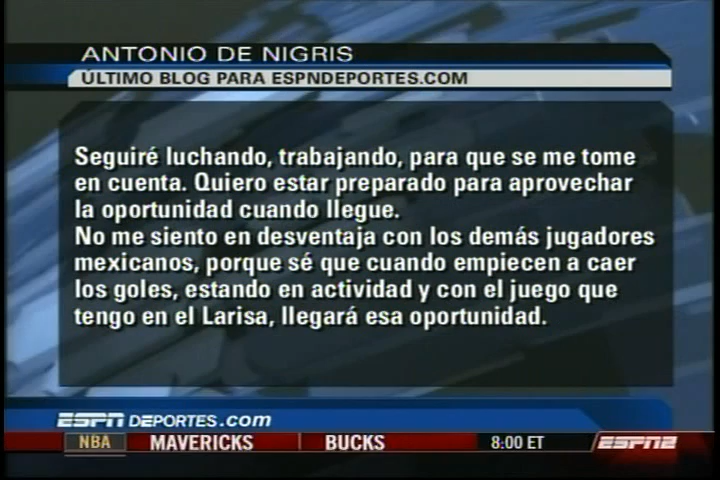 ANTONIO DE NIGRIS
ÚLTIMO BLOG PARA ESPNDEPORTES.COM
Seguiré luchando, trabajando, para que se me tome
en cuenta. Quiero estar preparado para aprovechar
la oportunidad cuando llegue.
No me siento en desventaja con los demás jugadores
mexicanos, porque sé que cuando empiecen a caer
los goles, estando en actividad y con el juego que
tengo en el Larisa, llegará esa oportunidad.
ESPN DEPORTES.com
NBA MAVERICKS BUCKS 8:00 ET ESPN2